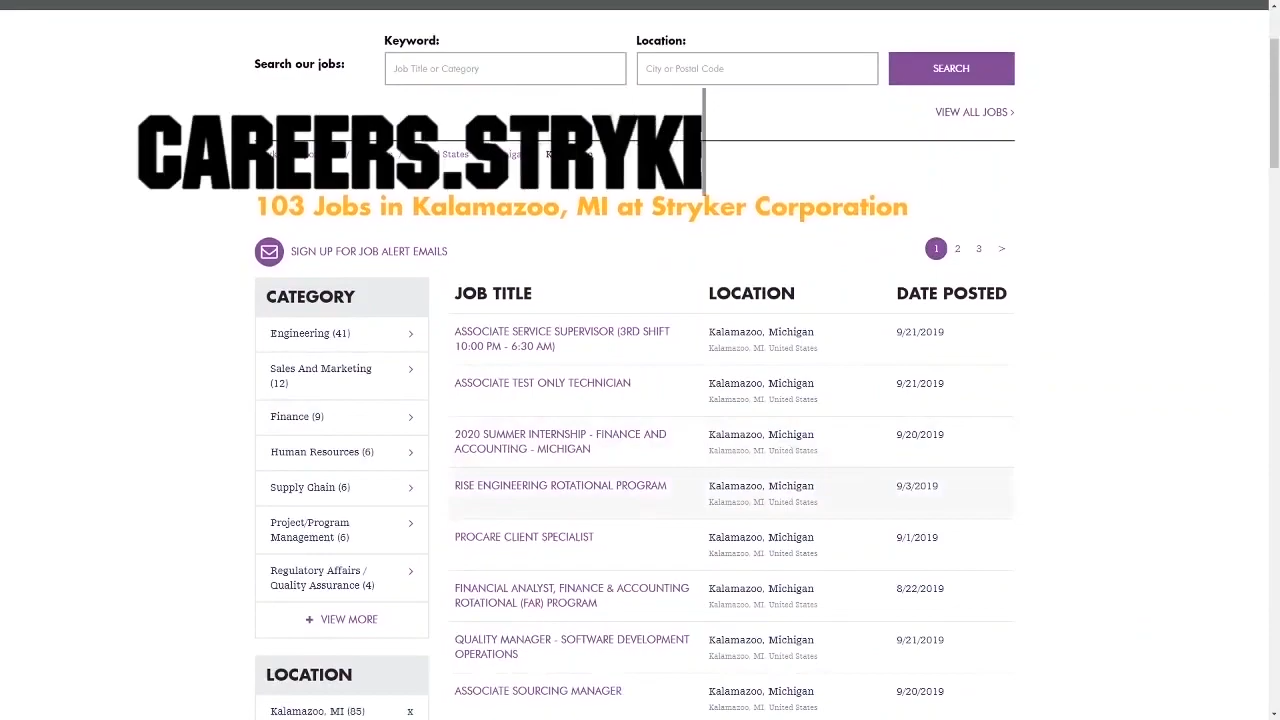 Keyword:
Location:
Search our jobs:
Job Title or Category
City or Postal Code
SEARCH
VIEW ALL JOBS >
CAREERS.STRYKE
103 Jobs in Kalamazoo, MI at Stryker Corporation
SIGN UP FOR JOB ALERT EMAILS
1 2 3 >
CATEGORY
Engineering (41)
Sales And Marketing
(12)
Finance (9)
Human Resources (6)
Supply Chain (6)
Project/Program
Management (6)
Regulatory Affairs /
Quality Assurance (4)
+ VIEW MORE
LOCATION
Kalamazoo, MI (85) x
JOB TITLE LOCATION DATE POSTED
ASSOCIATE SERVICE SUPERVISOR (3RD SHIFT
10:00 PM - 6:30 AM)
Kalamazoo, Michigan
Kalamazoo, MI, United States
9/21/2019
ASSOCIATE TEST ONLY TECHNICIAN
Kalamazoo, Michigan
Kalamazoo, MI, United States
9/21/2019
2020 SUMMER INTERNSHIP - FINANCE AND
ACCOUNTING - MICHIGAN
Kalamazoo, Michigan
Kalamazoo, MI, United States
9/20/2019
RISE ENGINEERING ROTATIONAL PROGRAM
Kalamazoo, Michigan
Kalamazoo, MI, United States
9/3/2019
PROCARE CLIENT SPECIALIST
Kalamazoo, Michigan
Kalamazoo, MI, United States
9/1/2019
FINANCIAL ANALYST, FINANCE & ACCOUNTING
ROTATIONAL (FAR) PROGRAM
Kalamazoo, Michigan
Kalamazoo, MI, United States
8/22/2019
QUALITY MANAGER - SOFTWARE DEVELOPMENT
OPERATIONS
Kalamazoo, Michigan
Kalamazoo, MI, United States
9/21/2019
ASSOCIATE SOURCING MANAGER
Kalamazoo, Michigan
Kalamazoo, MI, United States
9/20/2019